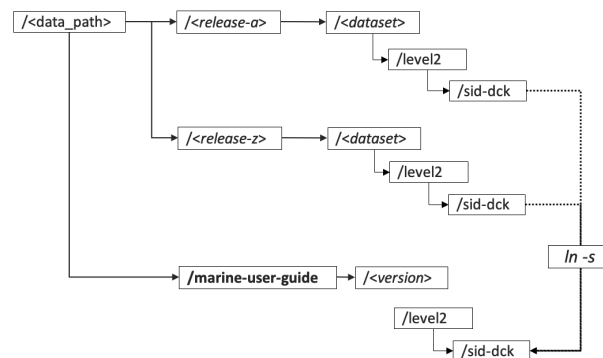 /<data_path>
/<release-a>
/<dataset>
/level2
/sid-dck
/<release-z>
/<dataset>
/level2
/sid-dck
ln -s
/marine-user-guide
/<version>
/level2
/sid-dck